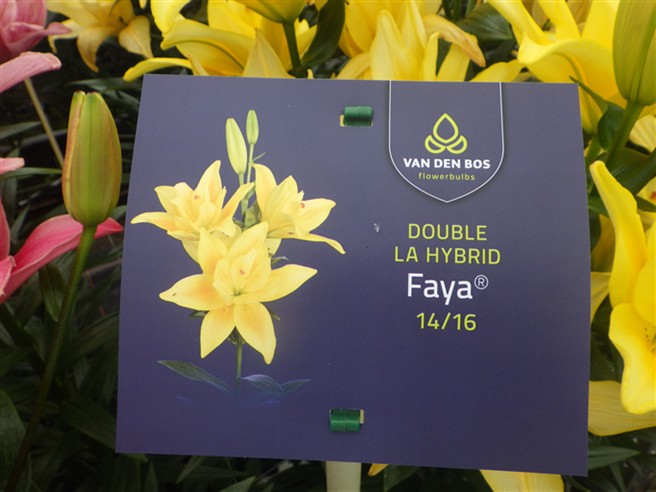 VAN DEN BOS
flowerbulbs
DOUBLE
LA HYBRID
Faya®
14/16